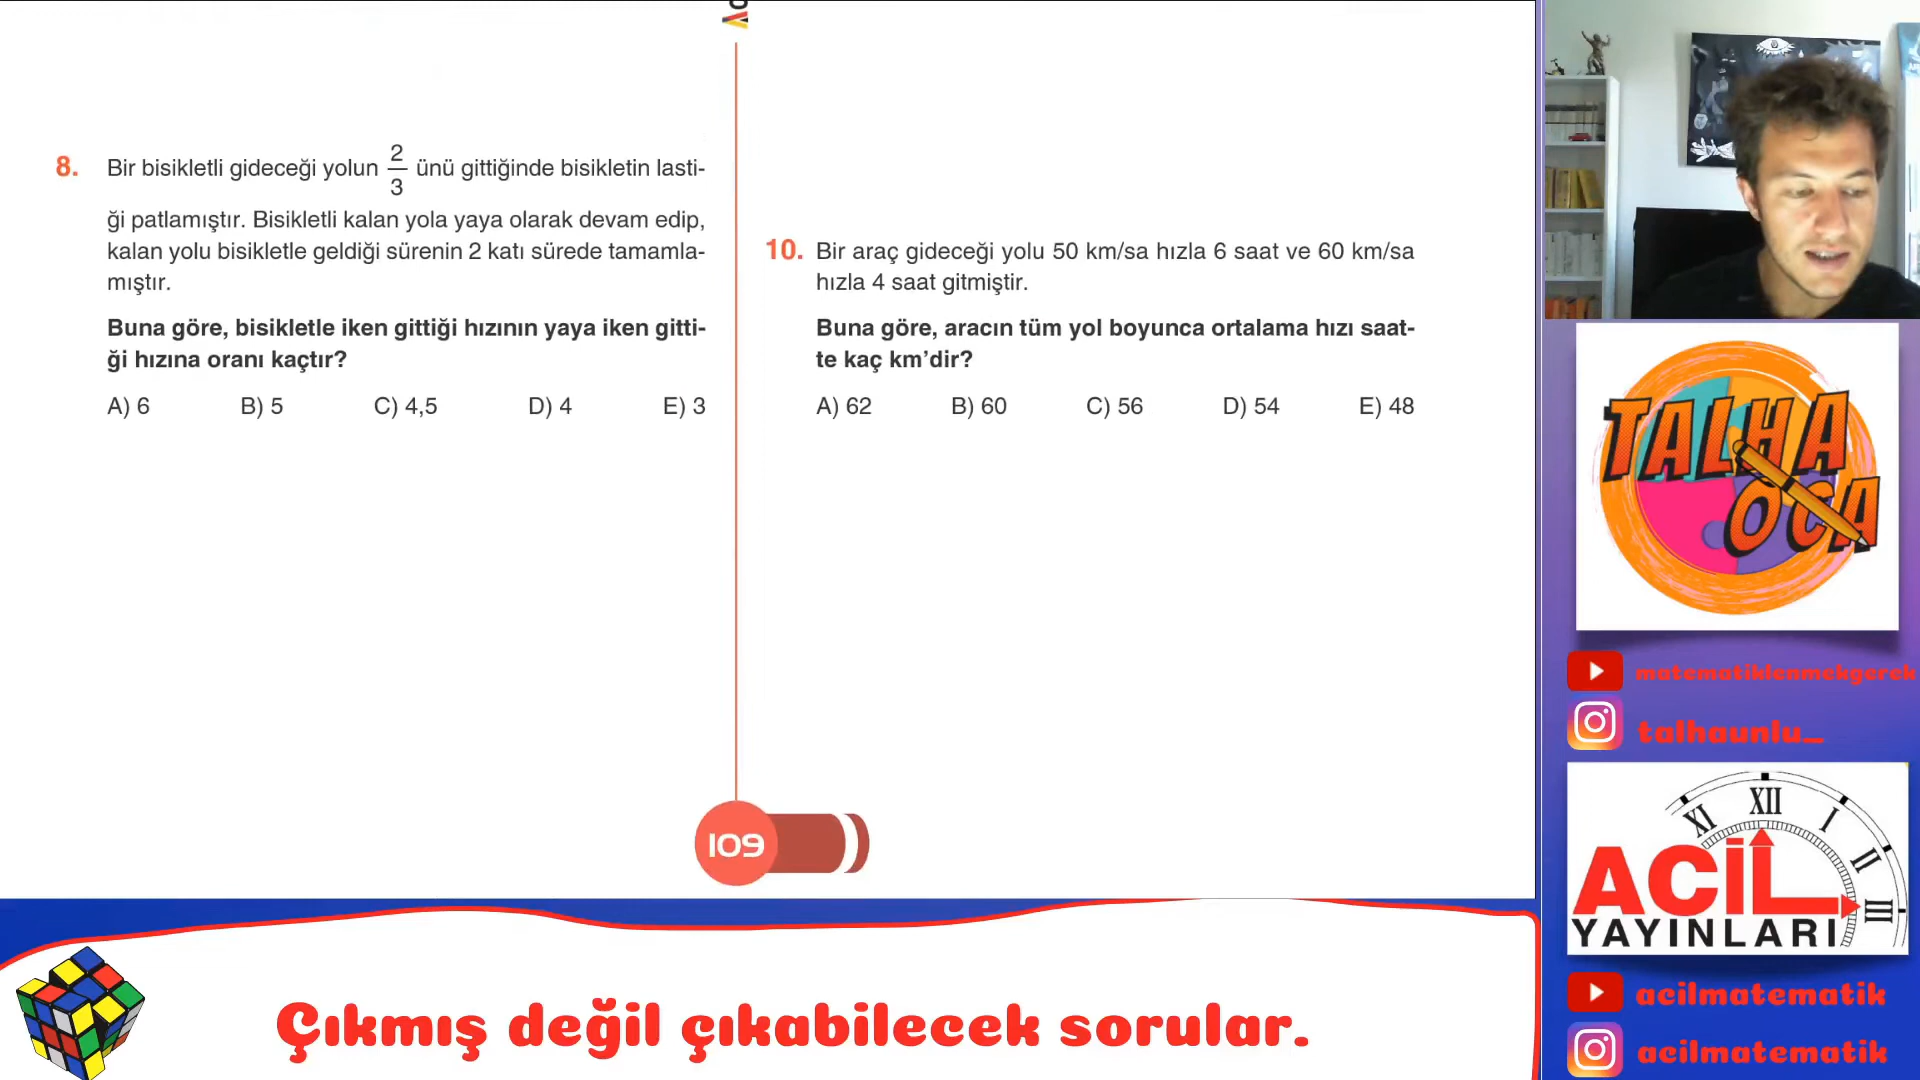 8. Bir bisikletli gideceği yolun 2/3 ünü gittiğinde bisikletin lasti-
ği patlamıştır. Bisikletli kalan yola yaya olarak devam edip,
kalan yolu bisikletle geldiği sürenin 2 katı sürede tamamla-
mıştır.
Buna göre, bisikletle iken gittiği hızının yaya iken gitti-
ği hızına oranı kaçtır?
A) 6 B) 5 C) 4,5 D) 4 E) 3
10. Bir araç gideceği yolu 50 km/sa hızla 6 saat ve 60 km/sa
hızla 4 saat gitmiştir.
Buna göre, aracın tüm yol boyunca ortalama hızı saat-
te kaç km'dir?
A) 62 B) 60 C) 56 D) 54 E) 48
109
Çıkmış değil çıkabilecek sorular.
TALHA
OCA
matematiklenmekgerek
talhaunlu_
XI XII I II III
ACİL
YAYINLARI
acilmatematik
acilmatematik